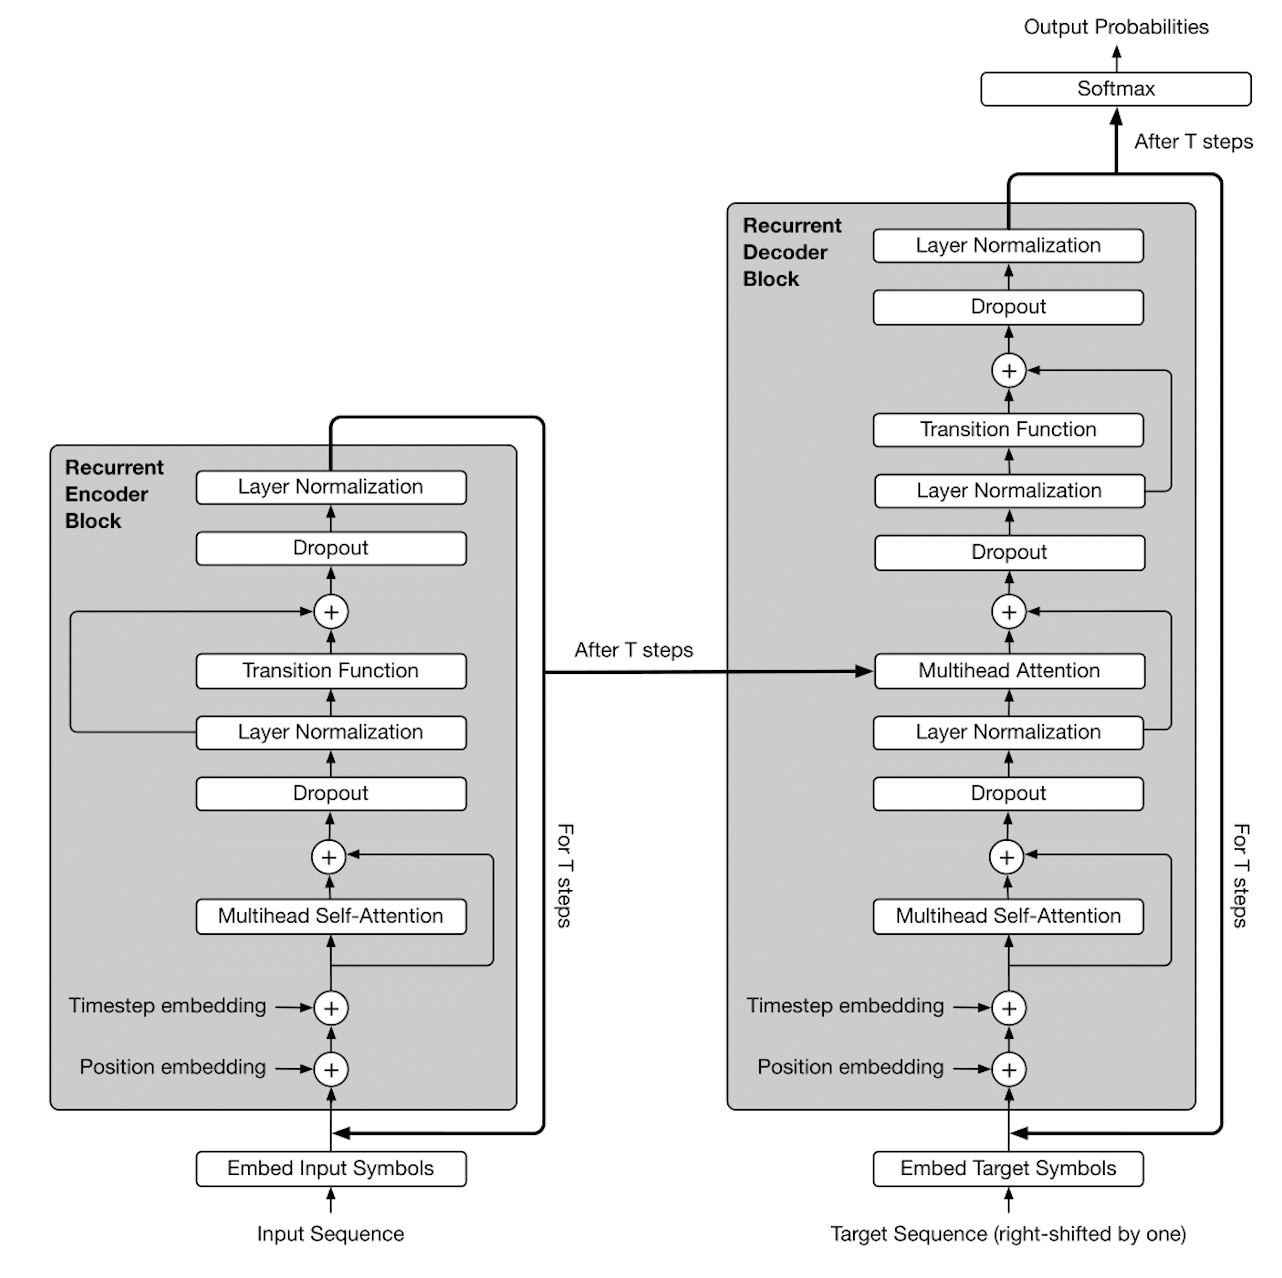 Output Probabilities
Softmax
After T steps
Recurrent
Decoder
Block
Layer Normalization
Dropout
+
Transition Function
Layer Normalization
Dropout
+
Multihead Attention
Layer Normalization
Dropout
+
Multihead Self-Attention
Timestep embedding
+
Position embedding
+
For T steps
Embed Target Symbols
Target Sequence (right-shifted by one)
After T steps
Recurrent
Encoder
Block
Layer Normalization
Dropout
+
Transition Function
Layer Normalization
Dropout
+
Multihead Self-Attention
Timestep embedding
+
Position embedding
+
For T steps
Embed Input Symbols
Input Sequence